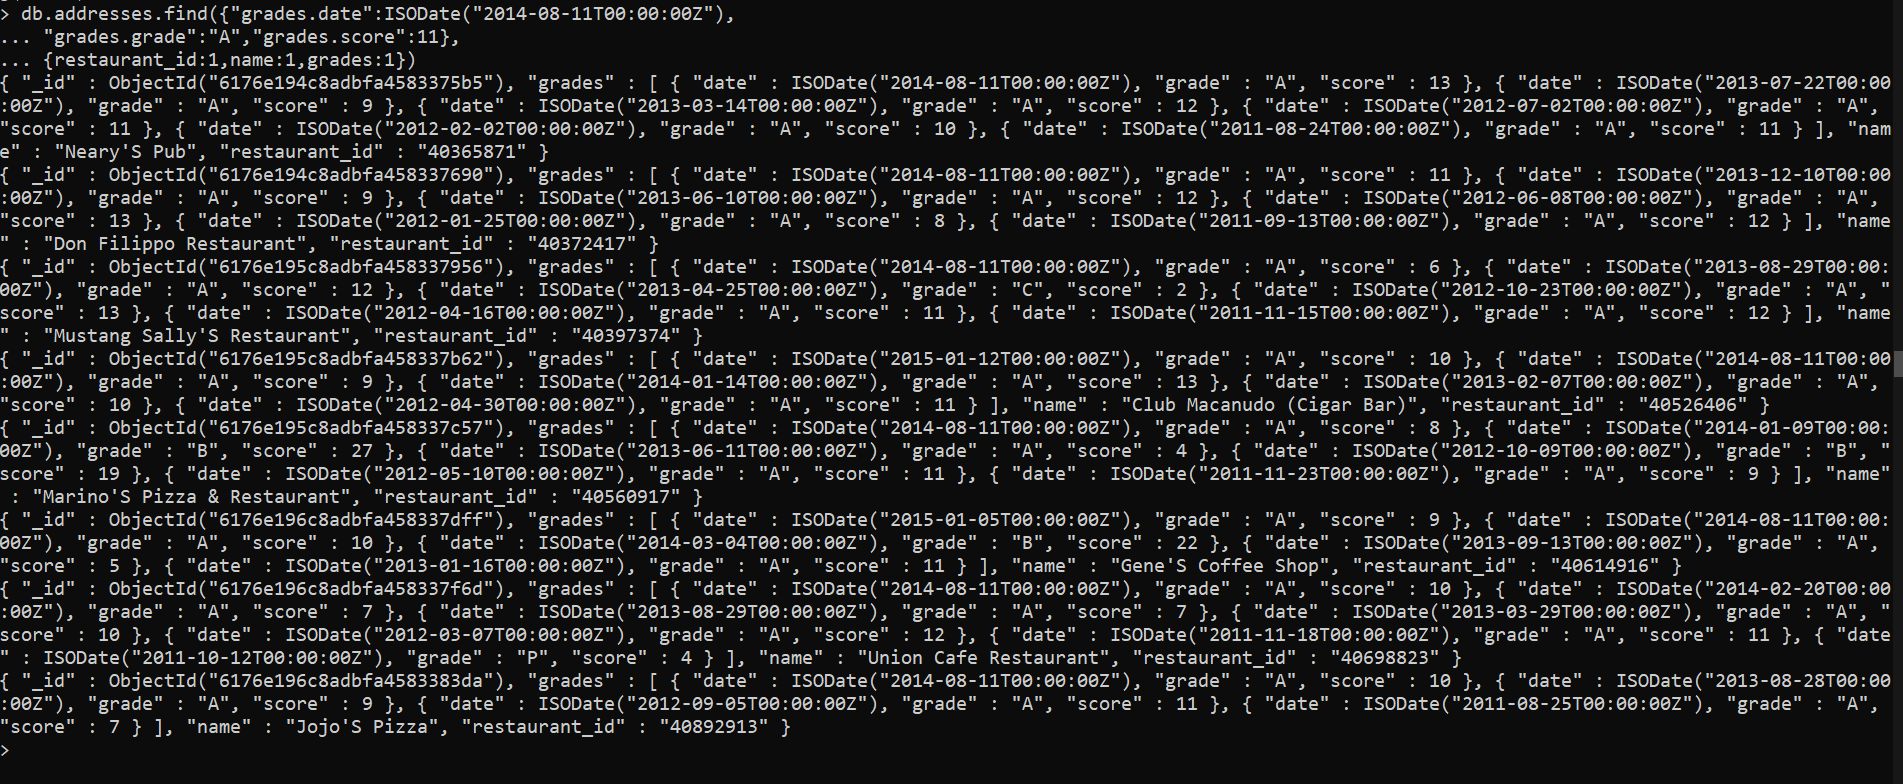 > db.addresses.find({"grades.date":ISODate("2014-08-11T00:00:00Z"),
... "grades.grade":"A","grades.score":11},
... {restaurant_id:1,name:1,grades:1})
{ "_id" : ObjectId("6176e194c8adbfa4583375b5"), "grades" : [ { "date" : ISODate("2014-08-11T00:00:00Z"), "grade" : "A", "score" : 13 }, { "date" : ISODate("2013-07-22T00:00
:00Z"), "grade" : "A", "score" : 9 }, { "date" : ISODate("2013-03-14T00:00:00Z"), "grade" : "A", "score" : 12 }, { "date" : ISODate("2012-07-02T00:00:00Z"), "grade" : "A",
"score" : 11 }, { "date" : ISODate("2012-02-02T00:00:00Z"), "grade" : "A", "score" : 10 }, { "date" : ISODate("2011-08-24T00:00:00Z"), "grade" : "A", "score" : 11 } ], "nam
e" : "Neary'S Pub", "restaurant_id" : "40365871" }
{ "_id" : ObjectId("6176e194c8adbfa458337690"), "grades" : [ { "date" : ISODate("2014-08-11T00:00:00Z"), "grade" : "A", "score" : 11 }, { "date" : ISODate("2013-12-10T00:00
:00Z"), "grade" : "A", "score" : 9 }, { "date" : ISODate("2013-06-10T00:00:00Z"), "grade" : "A", "score" : 12 }, { "date" : ISODate("2012-06-08T00:00:00Z"), "grade" : "A",
"score" : 13 }, { "date" : ISODate("2012-01-25T00:00:00Z"), "grade" : "A", "score" : 8 }, { "date" : ISODate("2011-09-13T00:00:00Z"), "grade" : "A", "score" : 12 } ], "name
" : "Don Filippo Restaurant", "restaurant_id" : "40372417" }
{ "_id" : ObjectId("6176e195c8adbfa458337956"), "grades" : [ { "date" : ISODate("2014-08-11T00:00:00Z"), "grade" : "A", "score" : 6 }, { "date" : ISODate("2013-08-29T00:00:
00Z"), "grade" : "A", "score" : 12 }, { "date" : ISODate("2013-04-25T00:00:00Z"), "grade" : "C", "score" : 2 }, { "date" : ISODate("2012-10-23T00:00:00Z"), "grade" : "A", "
score" : 13 }, { "date" : ISODate("2012-04-16T00:00:00Z"), "grade" : "A", "score" : 11 }, { "date" : ISODate("2011-11-15T00:00:00Z"), "grade" : "A", "score" : 12 } ], "name
" : "Mustang Sally'S Restaurant", "restaurant_id" : "40397374" }
{ "_id" : ObjectId("6176e195c8adbfa458337b62"), "grades" : [ { "date" : ISODate("2015-01-12T00:00:00Z"), "grade" : "A", "score" : 10 }, { "date" : ISODate("2014-08-11T00:00
:00Z"), "grade" : "A", "score" : 9 }, { "date" : ISODate("2014-01-14T00:00:00Z"), "grade" : "A", "score" : 13 }, { "date" : ISODate("2013-02-07T00:00:00Z"), "grade" : "A",
"score" : 10 }, { "date" : ISODate("2012-04-30T00:00:00Z"), "grade" : "A", "score" : 11 } ], "name" : "Club Macanudo (Cigar Bar)", "restaurant_id" : "40526406" }
{ "_id" : ObjectId("6176e195c8adbfa458337c57"), "grades" : [ { "date" : ISODate("2014-08-11T00:00:00Z"), "grade" : "A", "score" : 8 }, { "date" : ISODate("2014-01-09T00:00:
00Z"), "grade" : "B", "score" : 27 }, { "date" : ISODate("2013-06-11T00:00:00Z"), "grade" : "A", "score" : 4 }, { "date" : ISODate("2012-10-09T00:00:00Z"), "grade" : "B", "
score" : 19 }, { "date" : ISODate("2012-05-10T00:00:00Z"), "grade" : "A", "score" : 11 }, { "date" : ISODate("2011-11-23T00:00:00Z"), "grade" : "A", "score" : 9 } ], "name"
 : "Marino'S Pizza & Restaurant", "restaurant_id" : "40560917" }
{ "_id" : ObjectId("6176e196c8adbfa458337dff"), "grades" : [ { "date" : ISODate("2015-01-05T00:00:00Z"), "grade" : "A", "score" : 9 }, { "date" : ISODate("2014-08-11T00:00:
00Z"), "grade" : "A", "score" : 10 }, { "date" : ISODate("2014-03-04T00:00:00Z"), "grade" : "B", "score" : 22 }, { "date" : ISODate("2013-09-13T00:00:00Z"), "grade" : "A",
"score" : 5 }, { "date" : ISODate("2013-01-16T00:00:00Z"), "grade" : "A", "score" : 11 } ], "name" : "Gene'S Coffee Shop", "restaurant_id" : "40614916" }
{ "_id" : ObjectId("6176e196c8adbfa458337f6d"), "grades" : [ { "date" : ISODate("2014-08-11T00:00:00Z"), "grade" : "A", "score" : 10 }, { "date" : ISODate("2014-02-20T00:00
:00Z"), "grade" : "A", "score" : 7 }, { "date" : ISODate("2013-08-29T00:00:00Z"), "grade" : "A", "score" : 7 }, { "date" : ISODate("2013-03-29T00:00:00Z"), "grade" : "A", "
score" : 10 }, { "date" : ISODate("2012-03-07T00:00:00Z"), "grade" : "A", "score" : 12 }, { "date" : ISODate("2011-11-18T00:00:00Z"), "grade" : "A", "score" : 11 }, { "date
" : ISODate("2011-10-12T00:00:00Z"), "grade" : "P", "score" : 4 } ], "name" : "Union Cafe Restaurant", "restaurant_id" : "40698823" }
{ "_id" : ObjectId("6176e196c8adbfa4583383da"), "grades" : [ { "date" : ISODate("2014-08-11T00:00:00Z"), "grade" : "A", "score" : 10 }, { "date" : ISODate("2013-08-28T00:00
:00Z"), "grade" : "A", "score" : 9 }, { "date" : ISODate("2012-09-05T00:00:00Z"), "grade" : "A", "score" : 11 }, { "date" : ISODate("2011-08-25T00:00:00Z"), "grade" : "A",
"score" : 7 } ], "name" : "Jojo'S Pizza", "restaurant_id" : "40892913" }
>